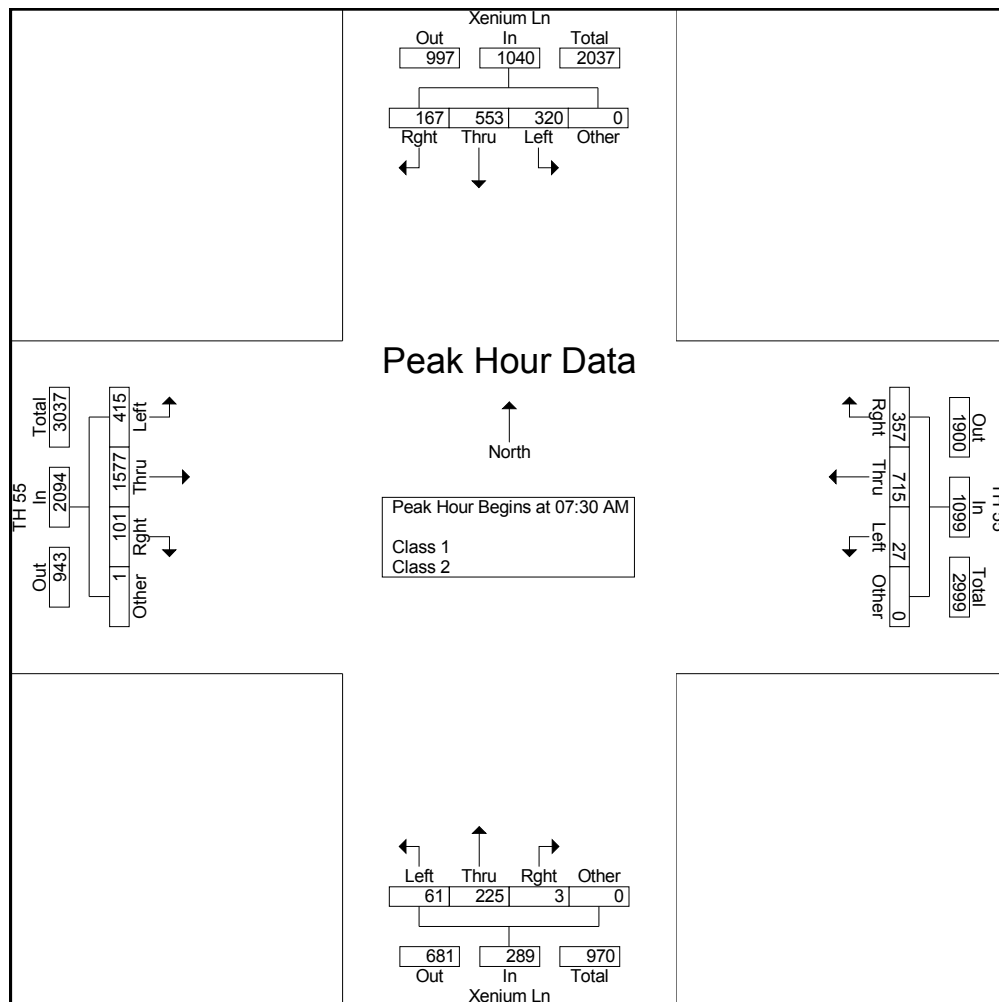 Xenium Ln
Out In Total
997 1040 2037
167 553 320 0
Rght Thru Left Other
Peak Hour Data
North
Peak Hour Begins at 07:30 AM
Class 1
Class 2
TH 55
Total In Out
3037 2094 943
415 1577 101 1
Left Thru Rght Other
Out In Total
1900 1099 2999
357 715 27 0
Rght Thru Left Other
Left Thru Rght Other
61 225 3 0
681 289 970
Out In Total
Xenium Ln